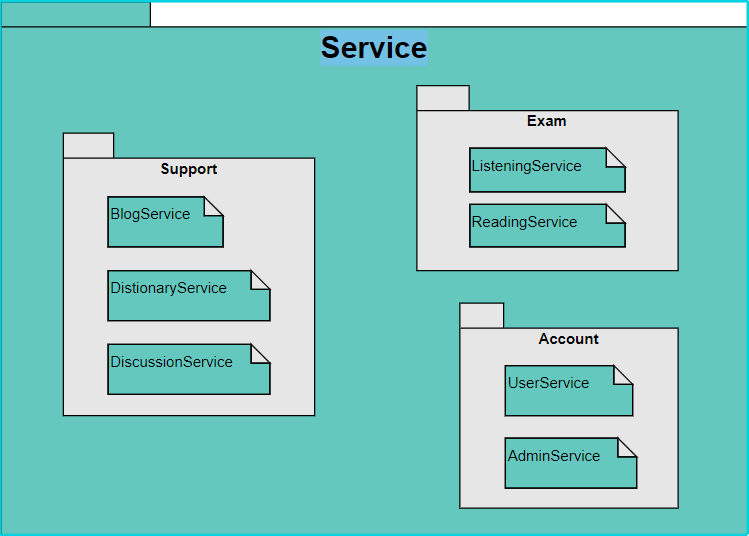 Service
Support
BlogService
DistionaryService
DiscussionService
Exam
ListeningService
ReadingService
Account
UserService
AdminService